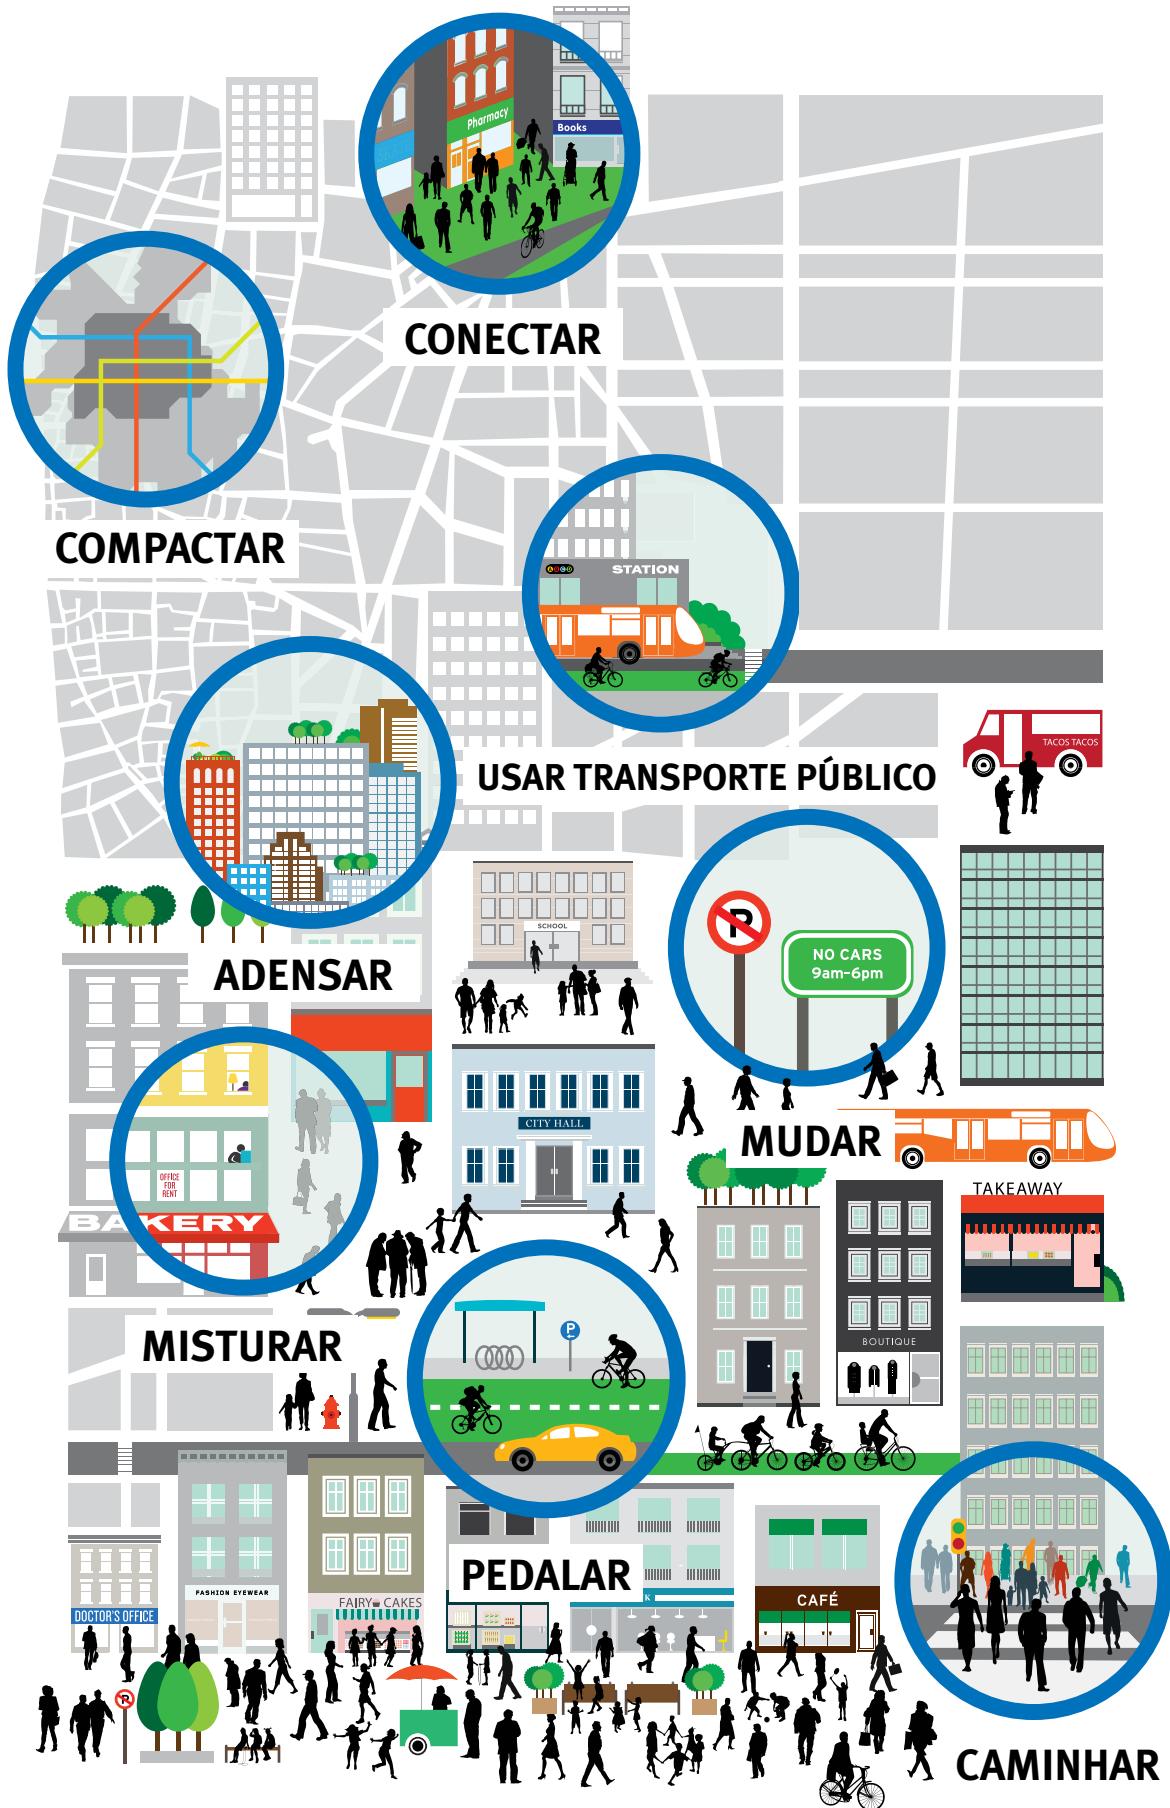 Pharmacy
Books
CONECTAR
COMPACTAR
A B C D
STATION
USAR TRANSPORTE PÚBLICO
TACOS TACOS
P
NO CARS
9am–6pm
SCHOOL
ADENSAR
CITY HALL
MUDAR
OFFICE
FOR
RENT
BAKERY
TAKEAWAY
MISTURAR
P
BOUTIQUE
PEDALAR
FASHION EYEWEAR
FAIRY CAKES
K
CAFÉ
DOCTOR'S OFFICE
P
CAMINHAR